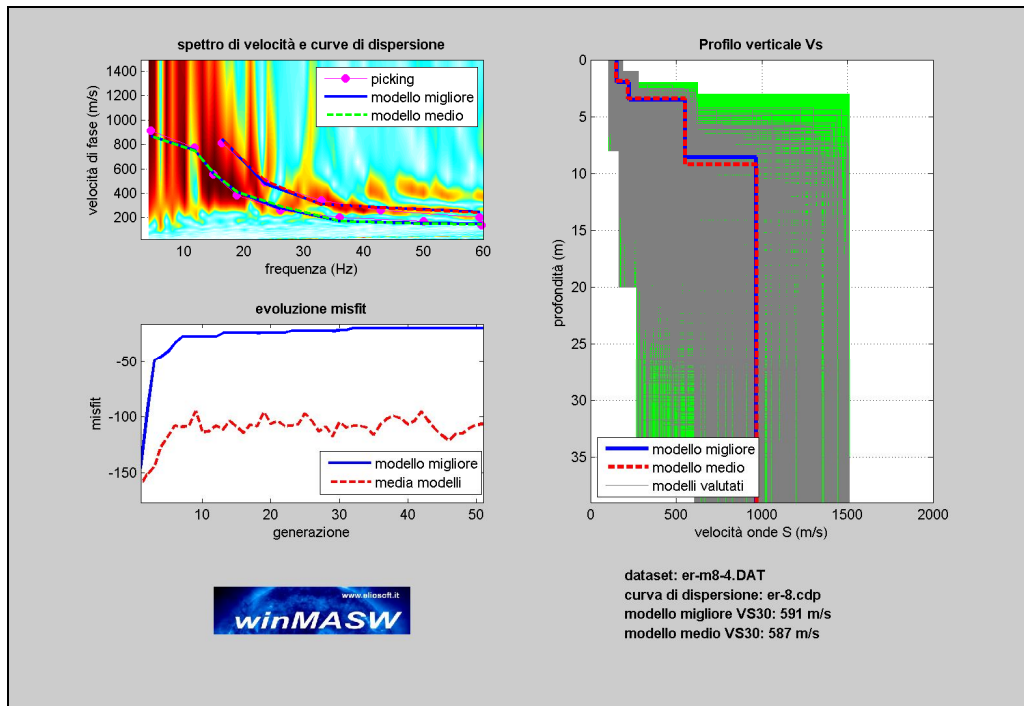 spettro di velocità e curve di dispersione
1400
1200
1000
800
600
400
200
velocità di fase (m/s)
picking
modello migliore
modello medio
10 20 30 40 50 60
frequenza (Hz)
evoluzione misfit
-50
-100
-150
misfit
modello migliore
media modelli
10 20 30 40 50
generazione
www.eliosoft.it
winMASW
Profilo verticale Vs
0
5
10
15
20
25
30
35
profondità (m)
modello migliore
modello medio
modelli valutati
0 500 1000 1500 2000
velocità onde S (m/s)
dataset: er-m8-4.DAT
curva di dispersione: er-8.cdp
modello migliore VS30: 591 m/s
modello medio VS30: 587 m/s